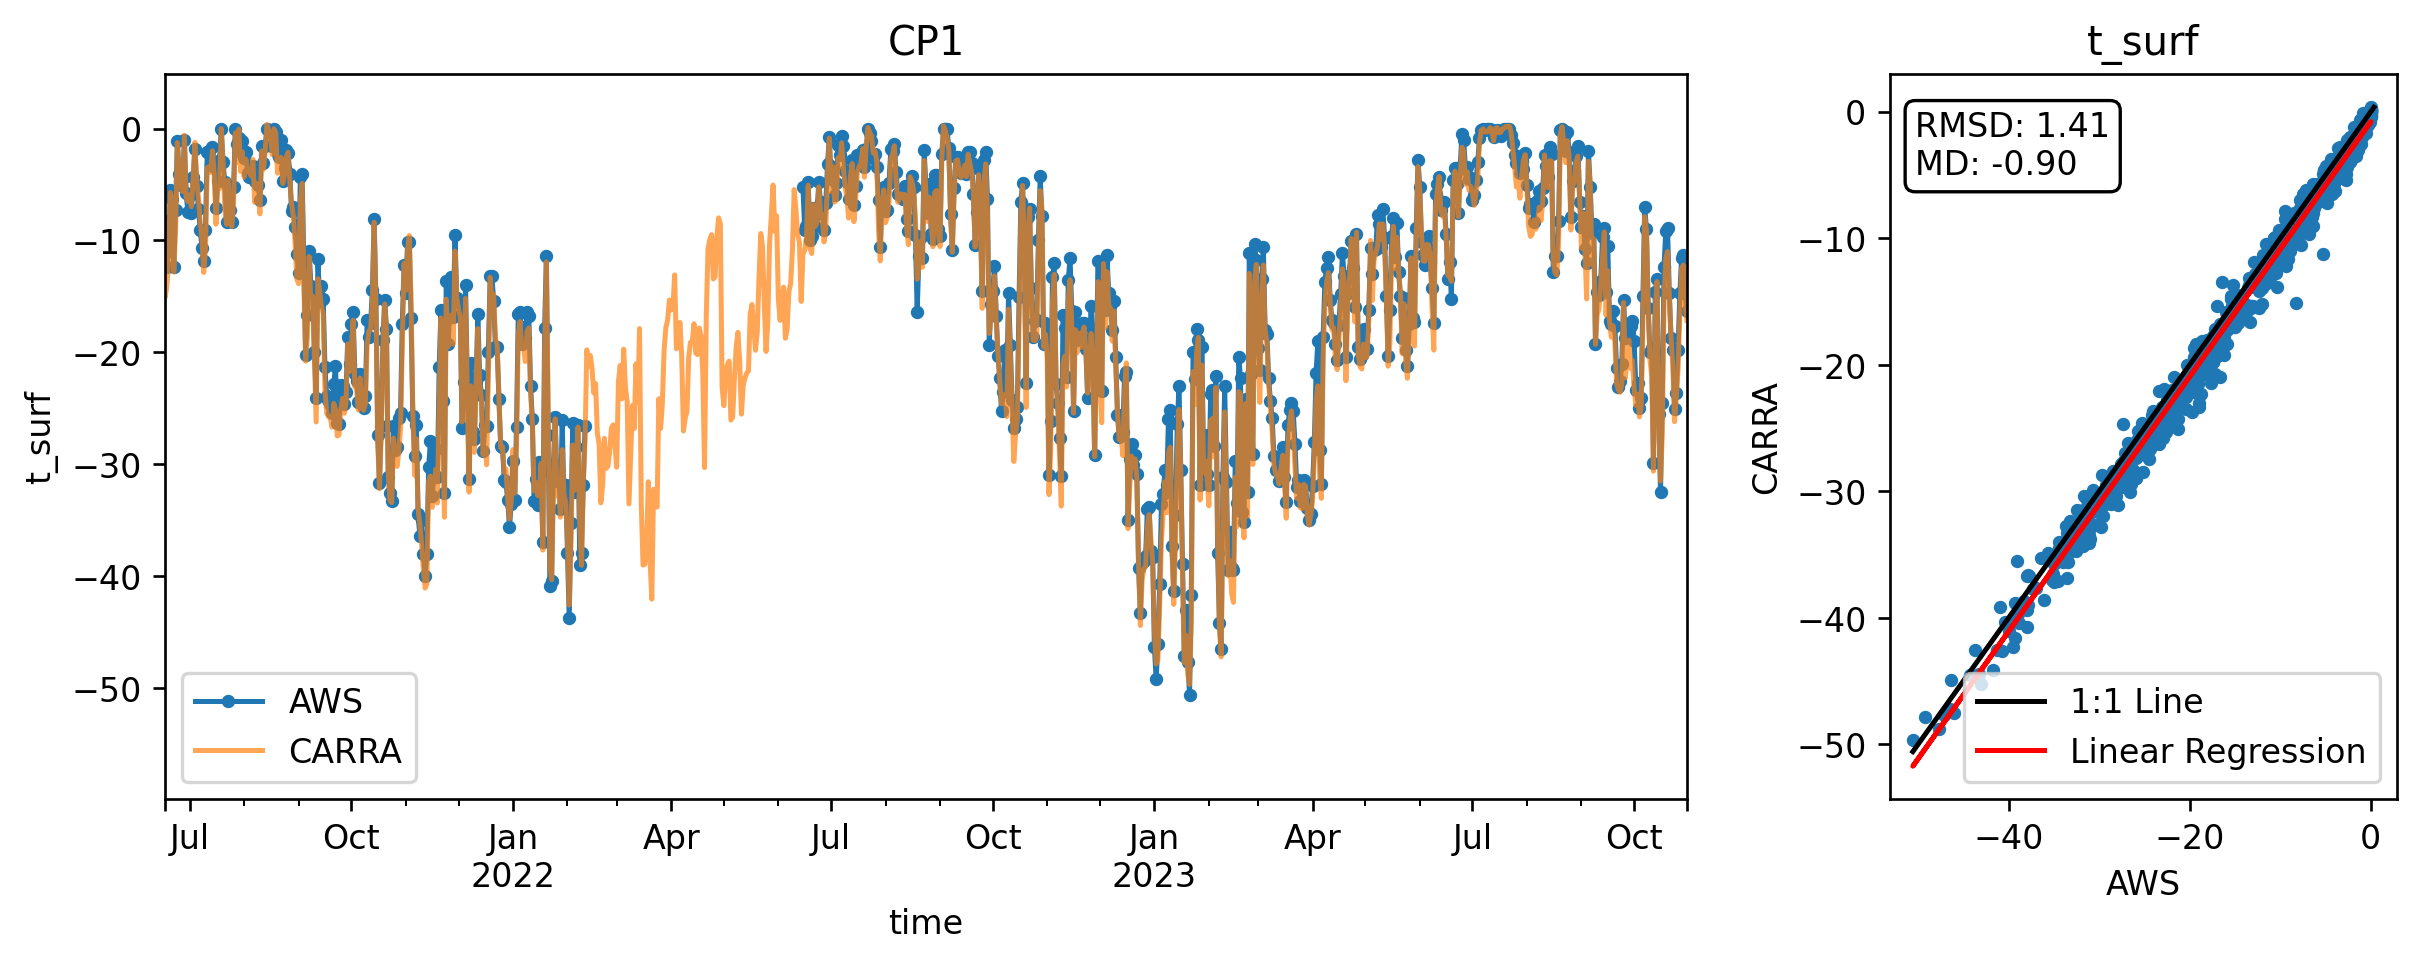 CP1
t_surf
0
−10
−20
−30
−40
−50
t_surf
AWS
CARRA
Jul
Oct
Jan
2022
Apr
Jul
Oct
Jan
2023
Apr
Jul
Oct
time
t_surf
RMSD: 1.41
MD: -0.90
0
−10
−20
−30
−40
−50
CARRA
1:1 Line
Linear Regression
−40
−20
0
AWS